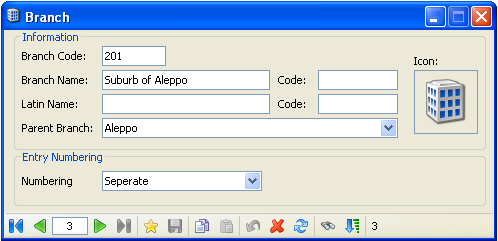 Branch
Information
Branch Code: 201
Icon:
Branch Name: Suburb of Aleppo Code:
Latin Name: Code:
Parent Branch: Aleppo
Entry Numbering
Numbering Seperate
3 3